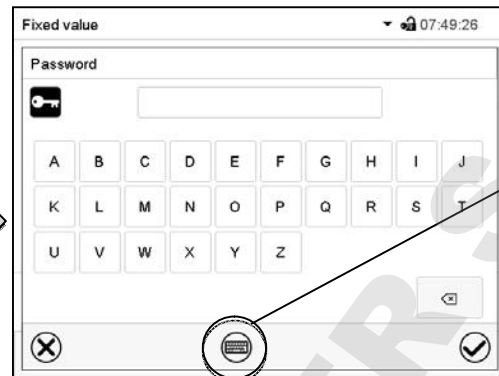 Fixed value 07:49:26
Password
A B C D E F G H I J
K L M N O P Q R S T
U V W X Y Z